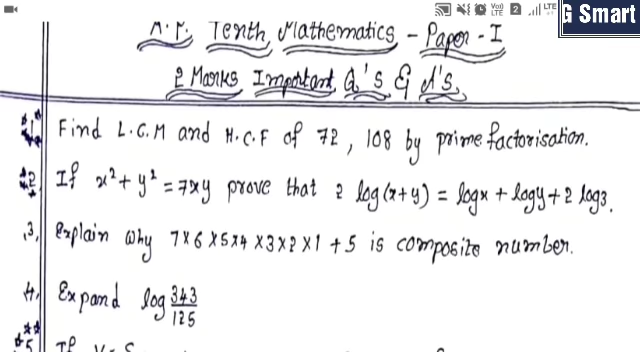 G Smart
A.P. Tenth Mathematics - Paper - I
2 Marks Important Q's & A's.
**1. Find L.C.M and H.C.F of 72, 108 by prime factorisation.
*2. If x² + y² = 7xy prove that 2 log(x+y) = logx + logy + 2 log3.
3. Explain why 7x6x5x4x3x2x1 +5 is composite number.
4. Expand log 343/125
**5 If